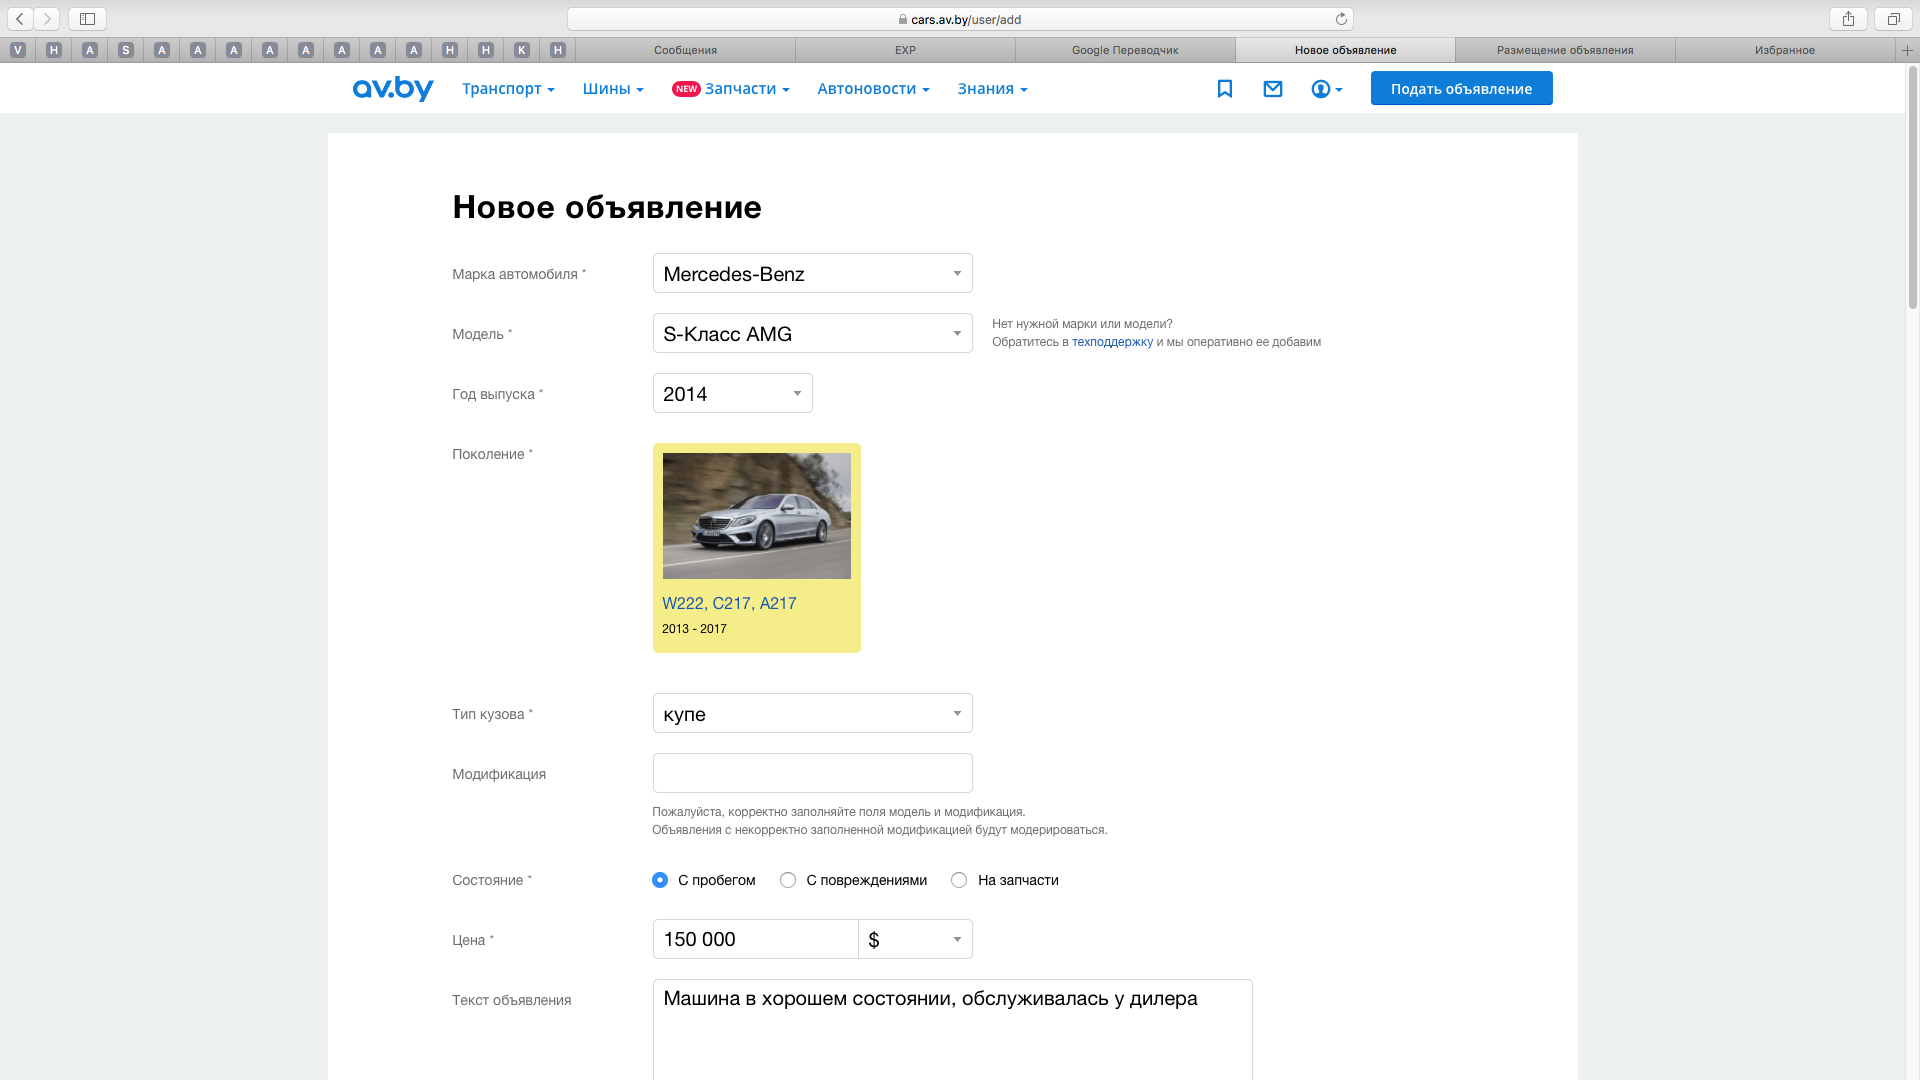 cars.av.by/user/add
V H A S A A A A A A A A H H K H Сообщения EXP Google Переводчик Новое объявление Размещение объявления Избранное
av.by Транспорт Шины NEW Запчасти Автоновости Знания Подать объявление
Новое объявление
Марка автомобиля * Mercedes-Benz
Модель * S-Класс AMG
Нет нужной марки или модели?
Обратитесь в техподдержку и мы оперативно ее добавим
Год выпуска * 2014
Поколение *
W222, C217, A217
2013 - 2017
Тип кузова * купе
Модификация
Пожалуйста, корректно заполняйте поля модель и модификация.
Объявления с некорректно заполненной модификацией будут модерироваться.
Состояние * С пробегом С повреждениями На запчасти
Цена * 150 000 $
Текст объявления Машина в хорошем состоянии, обслуживалась у дилера